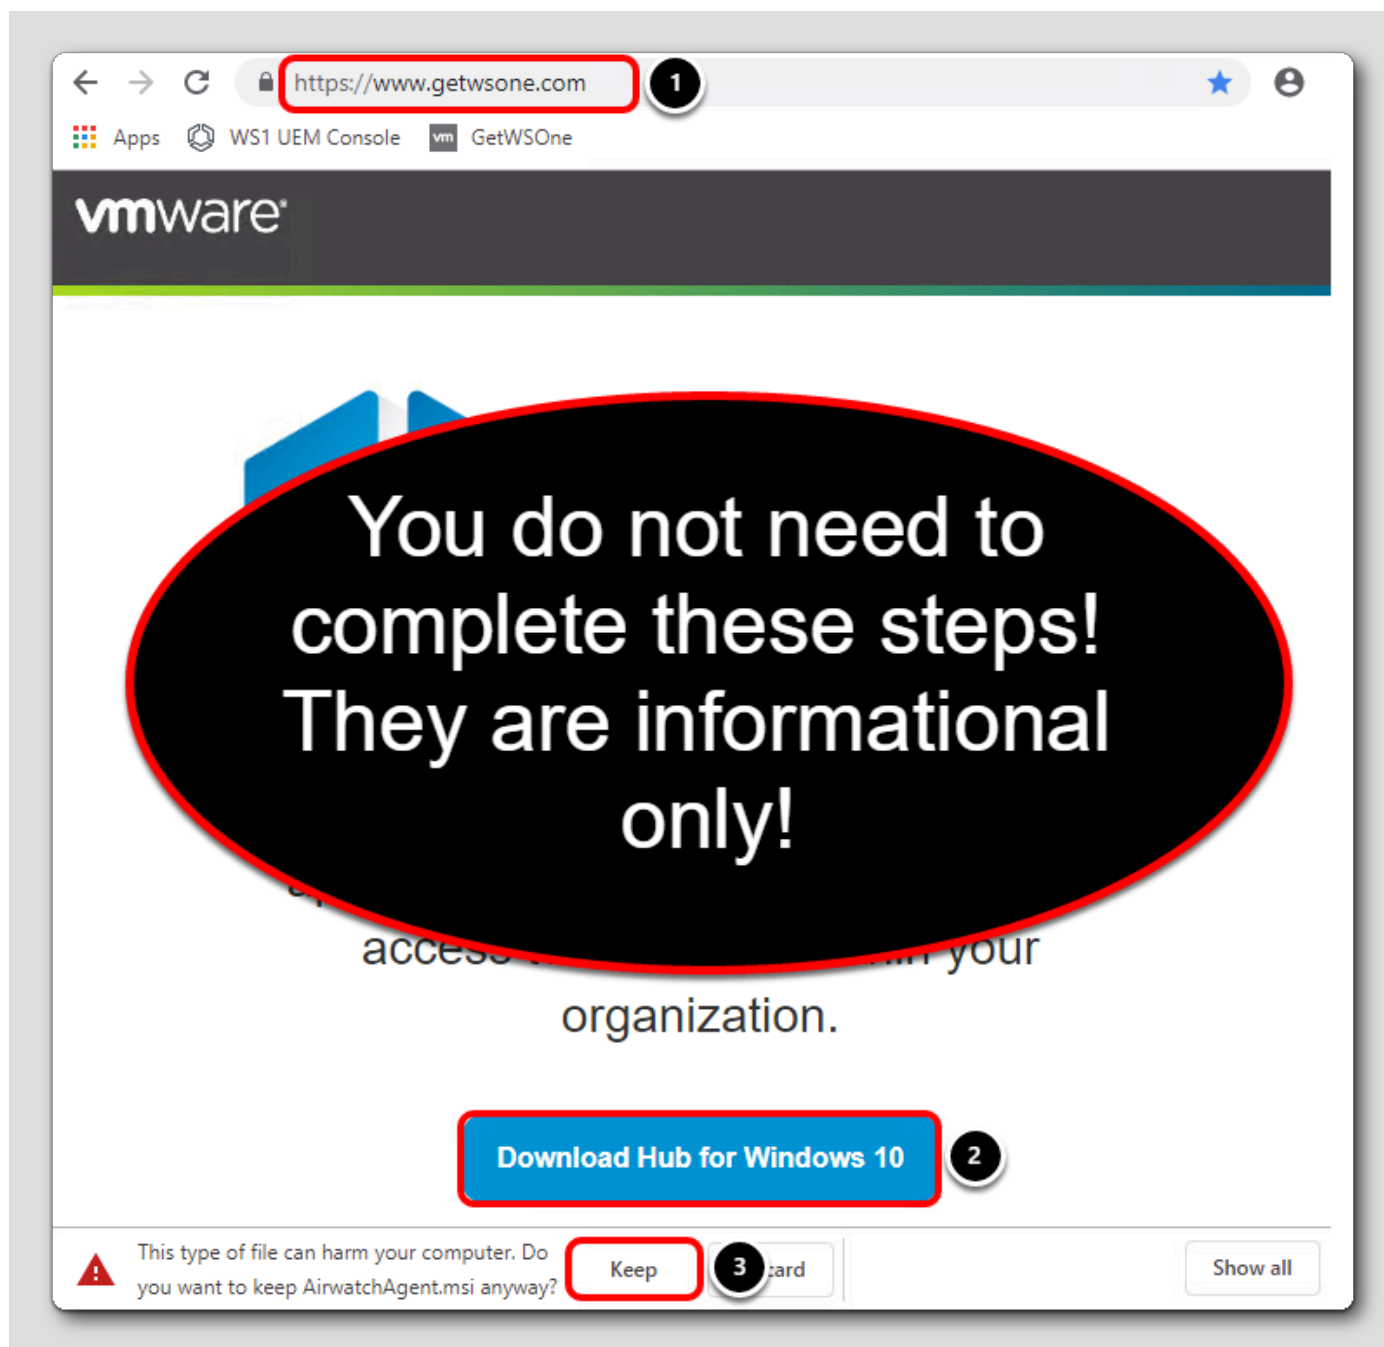 https://www.getwsone.com 1
Apps WS1 UEM Console vm GetWSOne
vmware
You do not need to
complete these steps!
They are informational
only!
your
organization.
Download Hub for Windows 10 2
This type of file can harm your computer. Do
you want to keep AirwatchAgent.msi anyway?
Keep 3 Show all